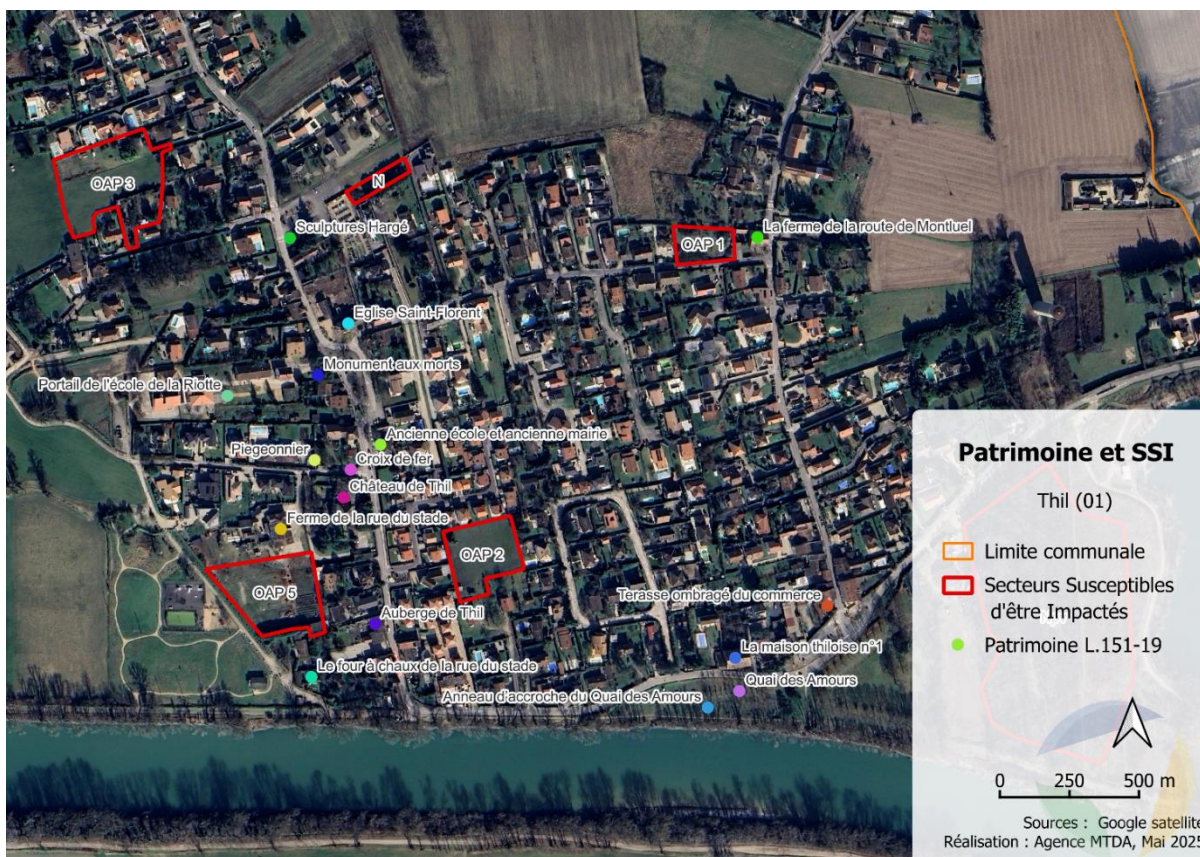 OAP 3
N
Sculptures Hargé
La ferme de la route de Montluel
OAP 1
Eglise Saint-Florent
Monument aux morts
Portail de l'école de la Riotte
Ancienne école et ancienne mairie
Piegeonnier
Croix de fer
Château de Thil
Ferme de la rue du stade
OAP 2
OAP 5
Terasse ombragé du commerce
Auberge de Thil
La maison thiloise n°1
Le four à chaux de la rue du stade
Quai des Amours
Anneau d'accroche du Quai des Amours
Patrimoine et SSI
Thil (01)
Limite communale
Secteurs Susceptibles
d'être Impactés
Patrimoine L.151-19
0 250 500 m
Sources : Google satellite
Réalisation : Agence MTDA, Mai 2025